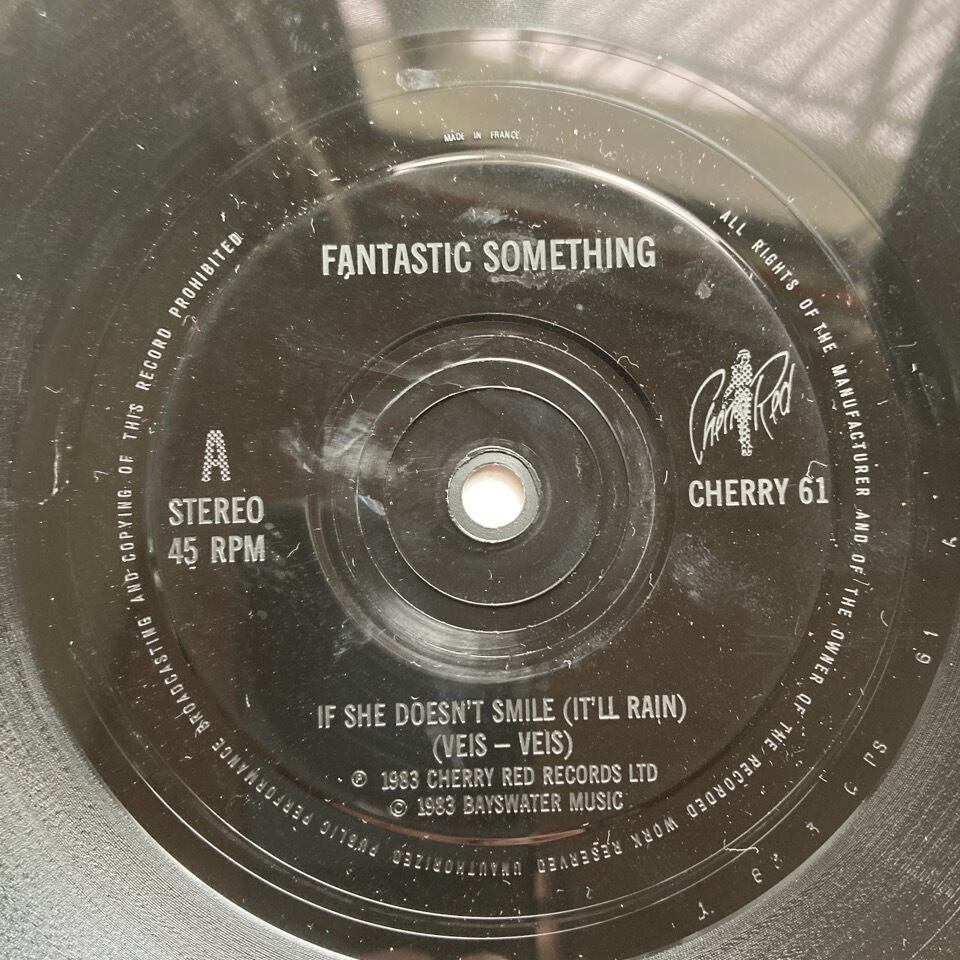 MADE IN FRANCE
FANTASTIC SOMETHING
ALL RIGHTS OF THE MANUFACTURER AND OF THE OWNER OF THE RECORDED WORK RESERVED UNAUTHORIZED PUBLIC PERFORMANCE BROADCASTING AND COPYING OF THIS RECORD PROHIBITED
Cherry Red
CHERRY 61
A
STEREO
45 RPM
IF SHE DOESN'T SMILE (IT'LL RAIN)
(VEIS – VEIS)
℗ 1983 CHERRY RED RECORDS LTD
© 1983 BAYSWATER MUSIC